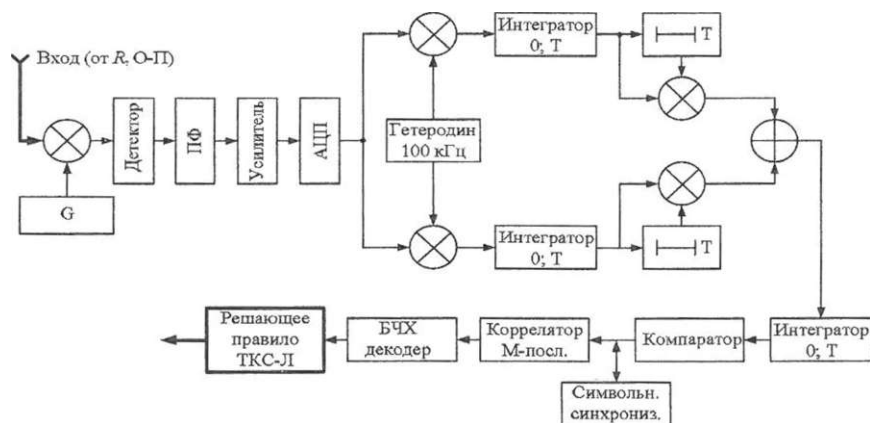 Вход (от R, О-П)
G
Детектор
ПФ
Усилитель
АЦП
Гетеродин
100 кГц
Интегратор
0; T
T
Интегратор
0; T
T
Решающее
правило
ТКС-Л
БЧХ
декодер
Коррелятор
М-посл.
Компаратор
Интегратор
0; T
Символьн.
синхрониз.